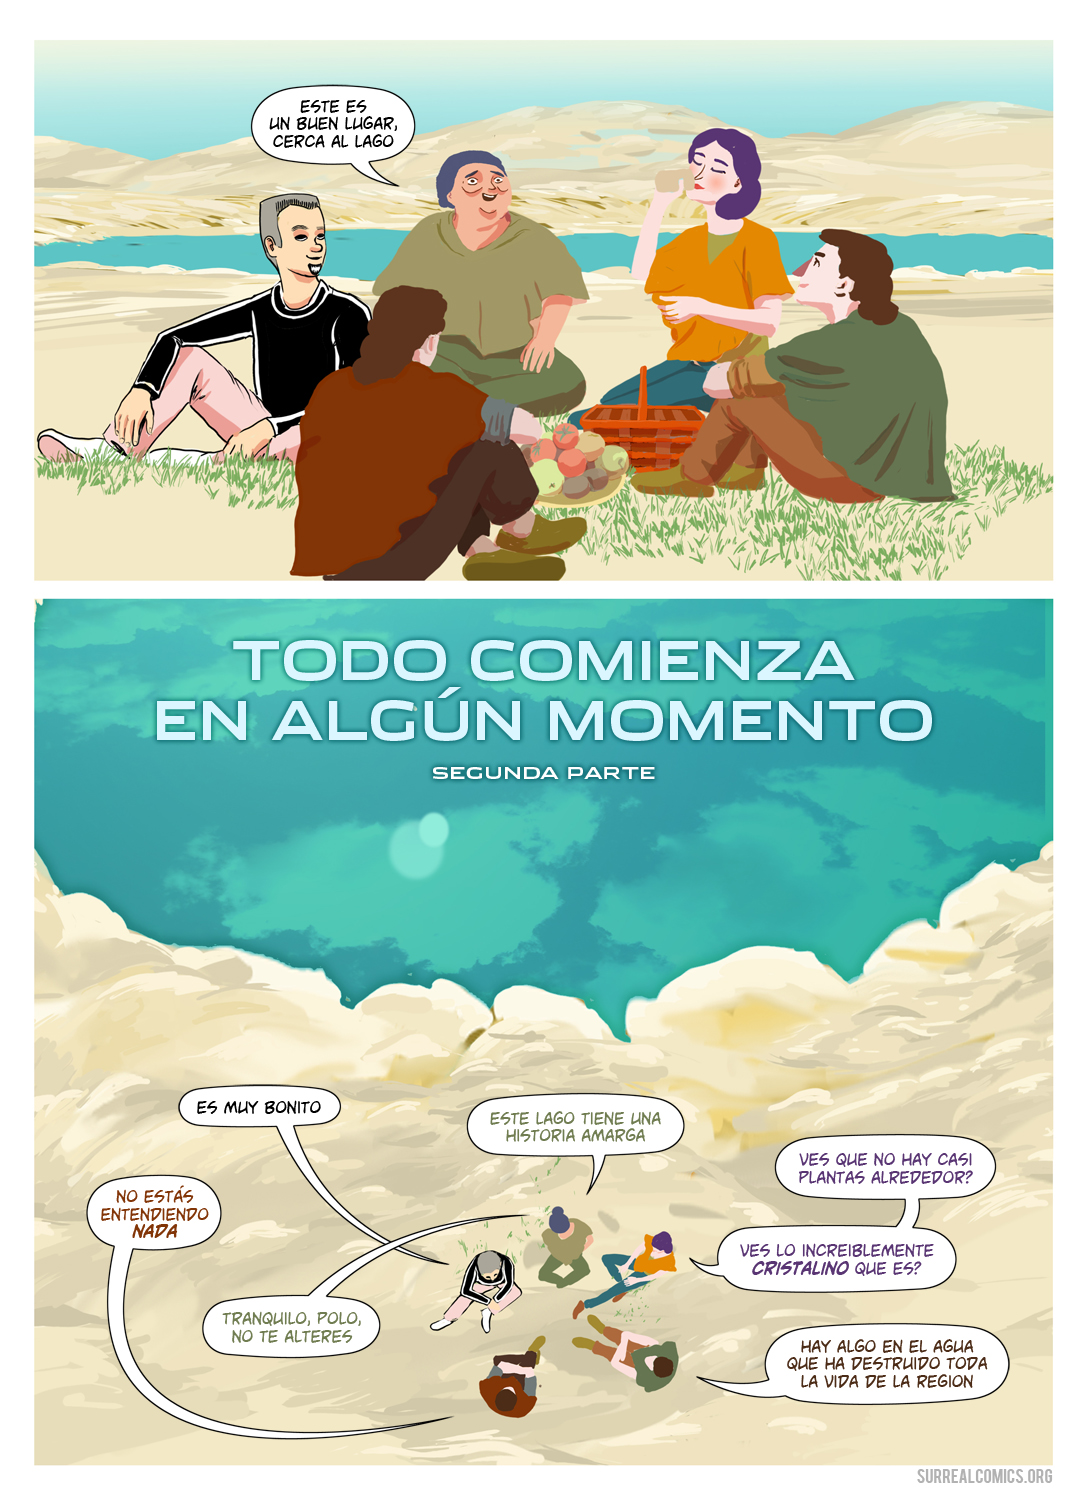 ESTE ES
UN BUEN LUGAR,
CERCA AL LAGO
TODO COMIENZA
EN ALGÚN MOMENTO
SEGUNDA PARTE
ES MUY BONITO
ESTE LAGO TIENE UNA
HISTORIA AMARGA
VES QUE NO HAY CASI
PLANTAS ALREDEDOR?
NO ESTÁS
ENTENDIENDO
NADA
VES LO INCREIBLEMENTE
CRISTALINO QUE ES?
TRANQUILO, POLO,
NO TE ALTERES
HAY ALGO EN EL AGUA
QUE HA DESTRUIDO TODA
LA VIDA DE LA REGION
SURREALCOMICS.ORG